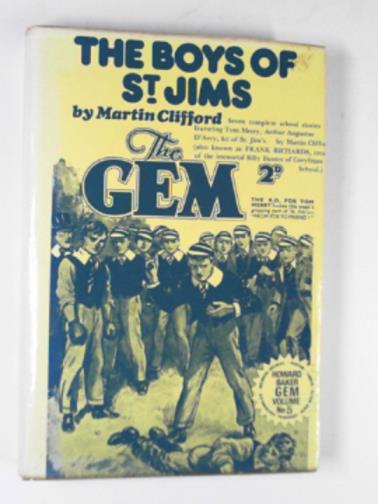 THE BOYS OF
ST JIMS
by Martin Clifford
Seven complete school stories
featuring Tom Merry, Arthur Augustus
D'Arcy, &c of St. Jim's. by Martin Cliffo
(also known as FRANK RICHARDS,
of the immortal Billy Bunter of Greyfriars
School.)
The
GEM
2D
THE K.O. FOR TOM
MERRY!
HOWARD
BAKER
GEM
VOLUME
No 5